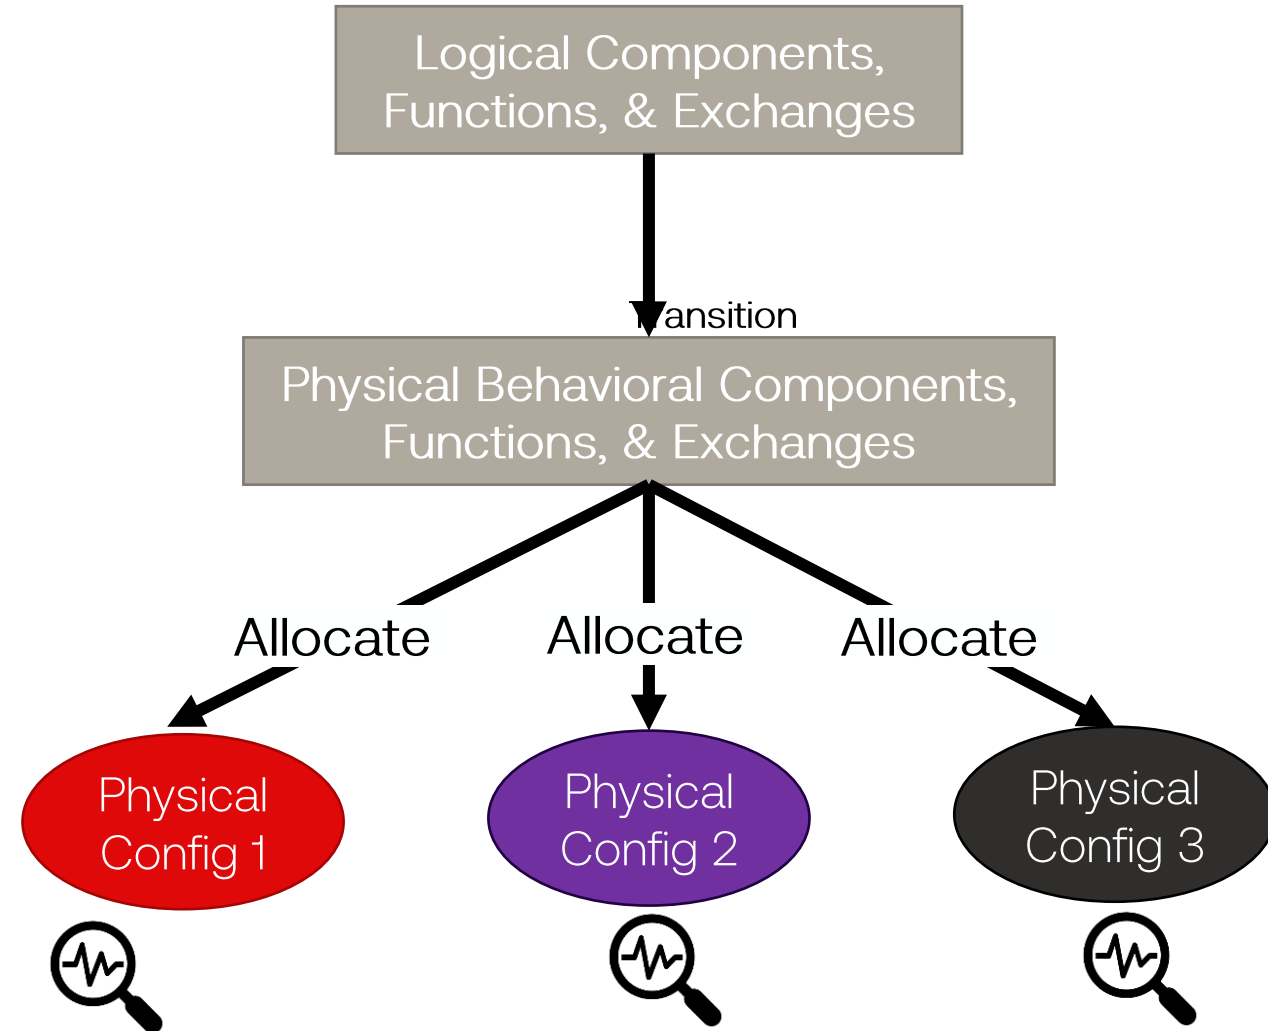 Logical Components,
Functions, & Exchanges
Transition
Physical Behavioral Components,
Functions, & Exchanges
Allocate
Allocate
Allocate
Physical
Config 1
Physical
Config 2
Physical
Config 3